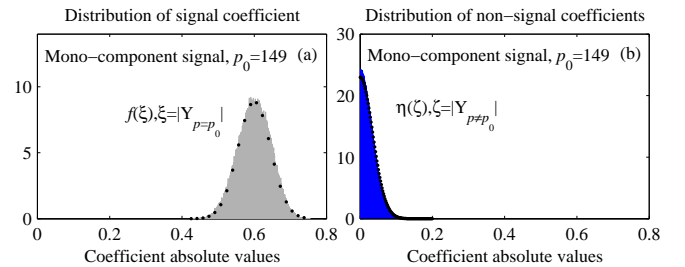 Distribution of signal coefficient
Mono−component signal, p0=149 (a)
f(ξ),ξ=|Yp=p0|
10
5
0
0 0.2 0.4 0.6 0.8
Coefficient absolute values
Distribution of non−signal coefficients
Mono−component signal, p0=149 (b)
η(ζ),ζ=|Yp≠p0|
30
20
10
0
0 0.2 0.4 0.6 0.8
Coefficient absolute values